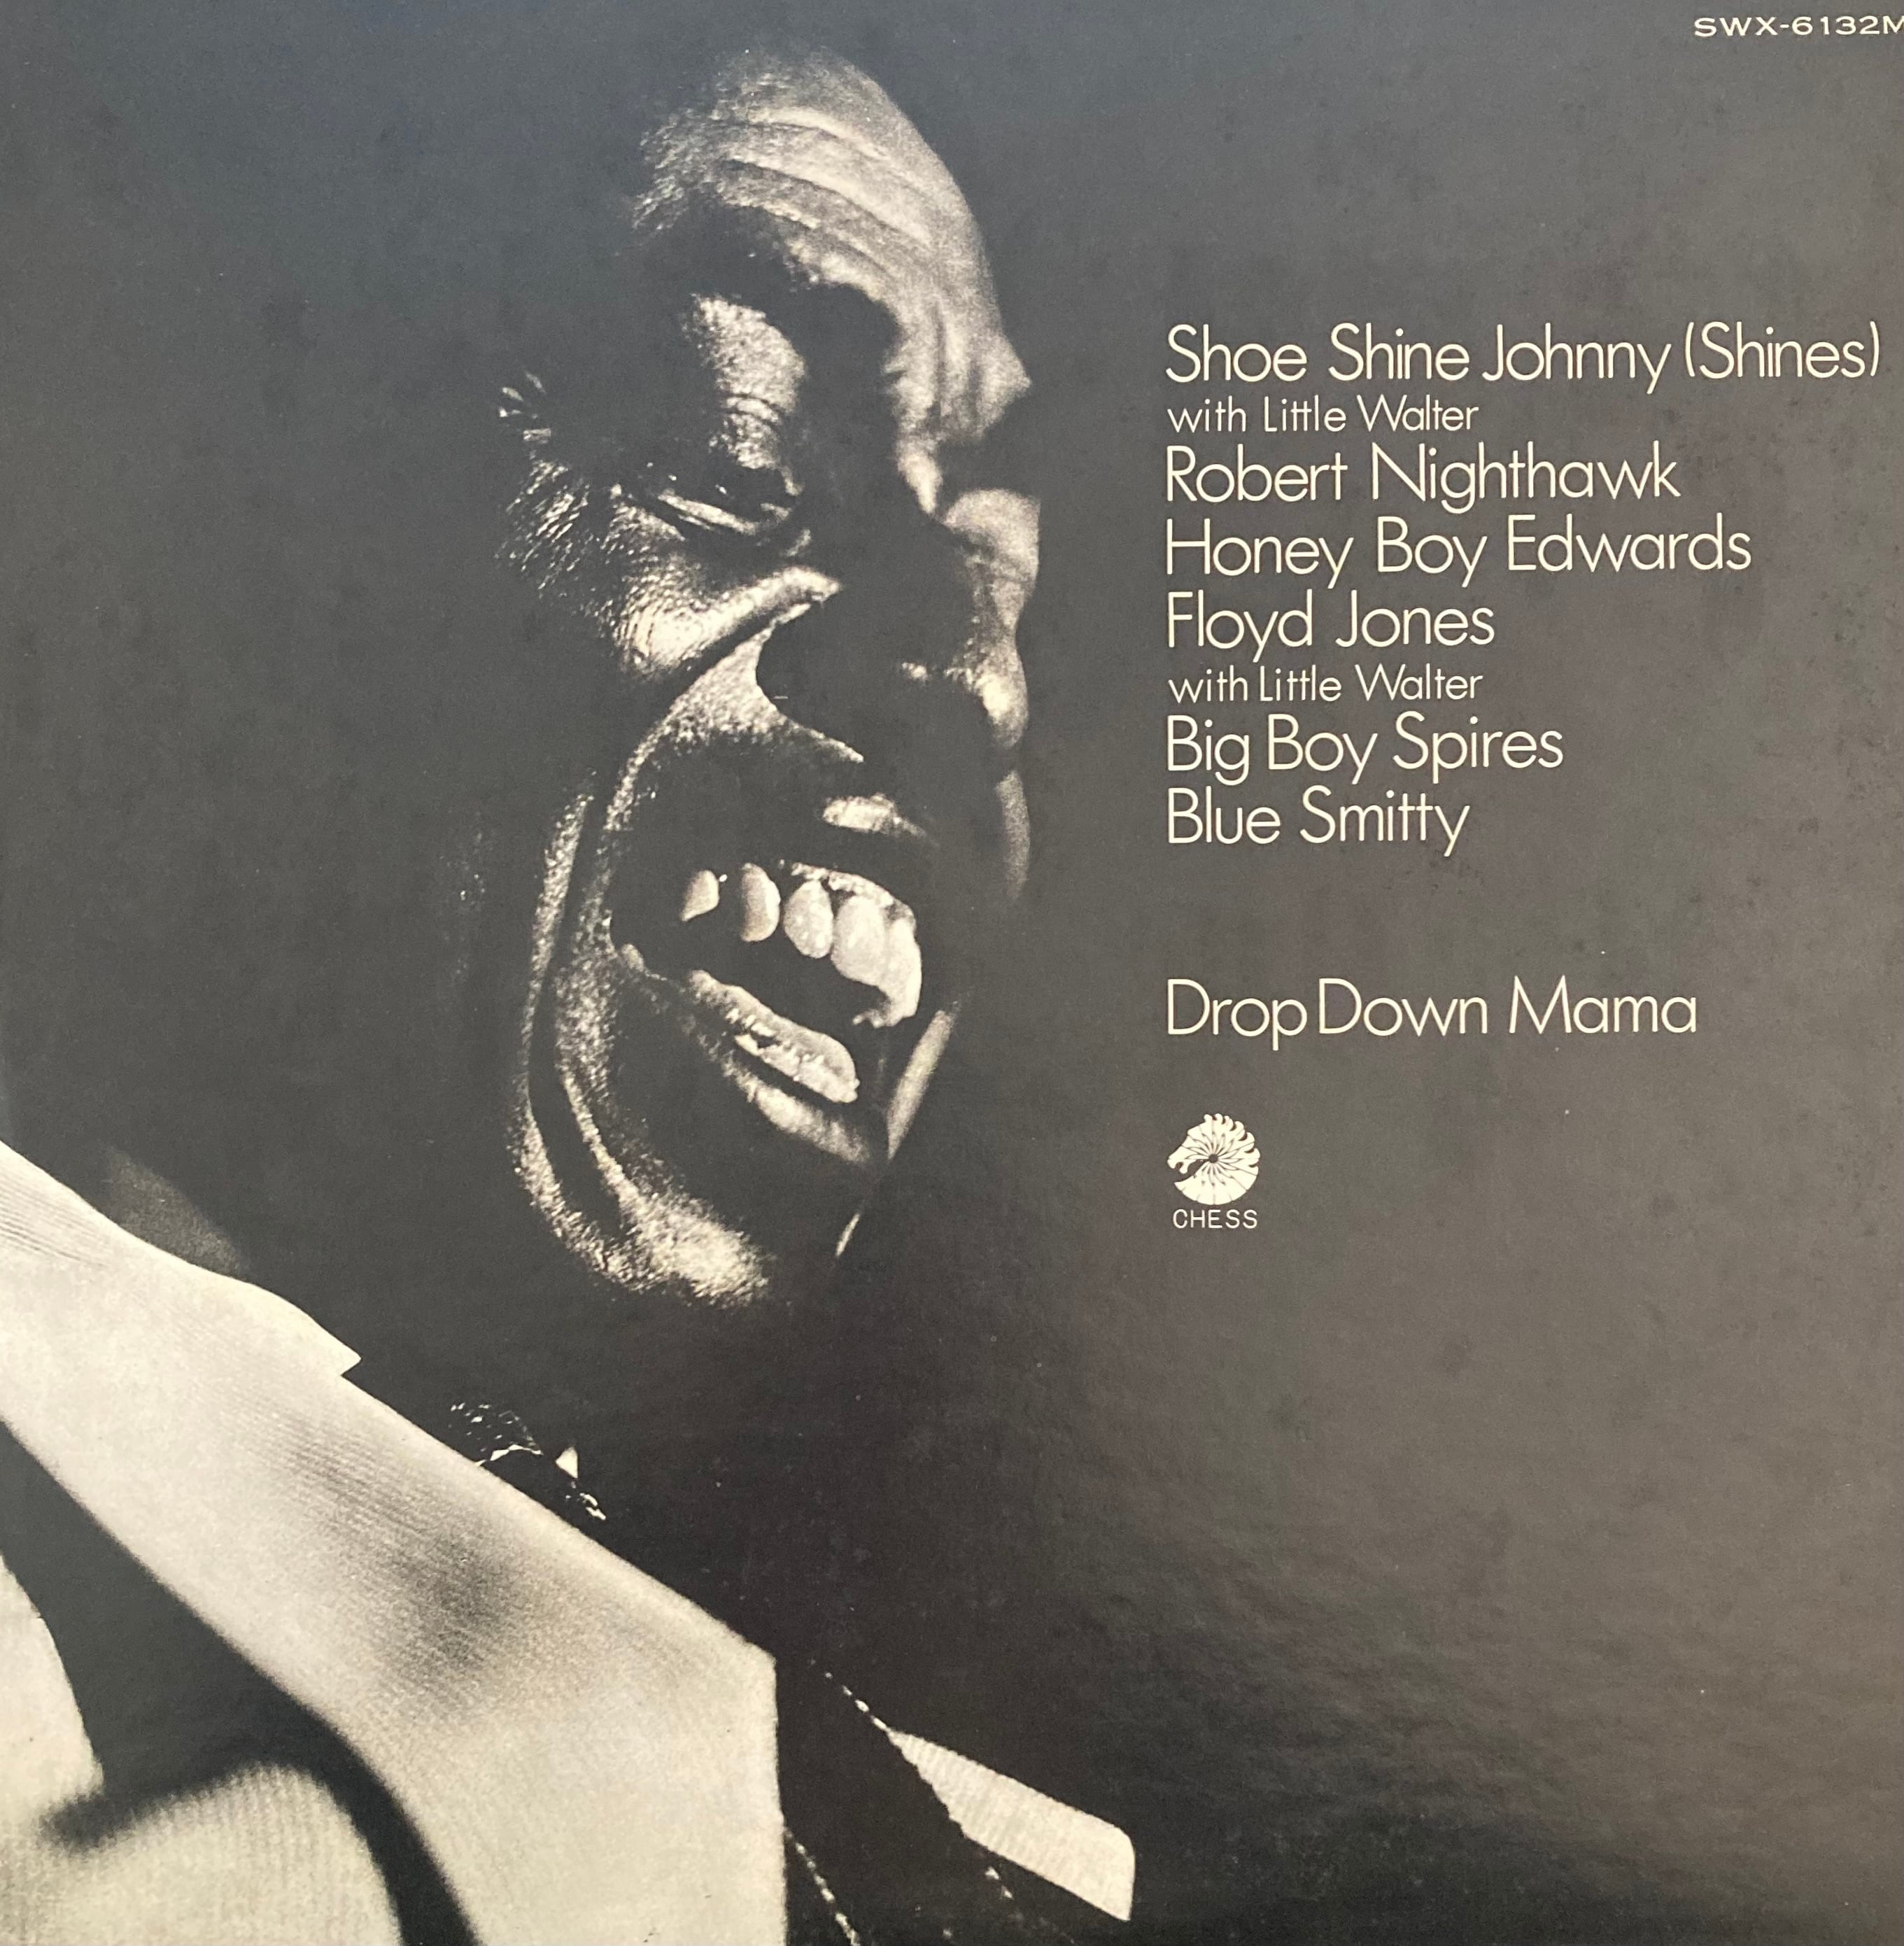 SWX-6132M
Shoe Shine Johnny (Shines)
with Little Walter
Robert Nighthawk
Honey Boy Edwards
Floyd Jones
with Little Walter
Big Boy Spires
Blue Smitty
Drop Down Mama
CHESS